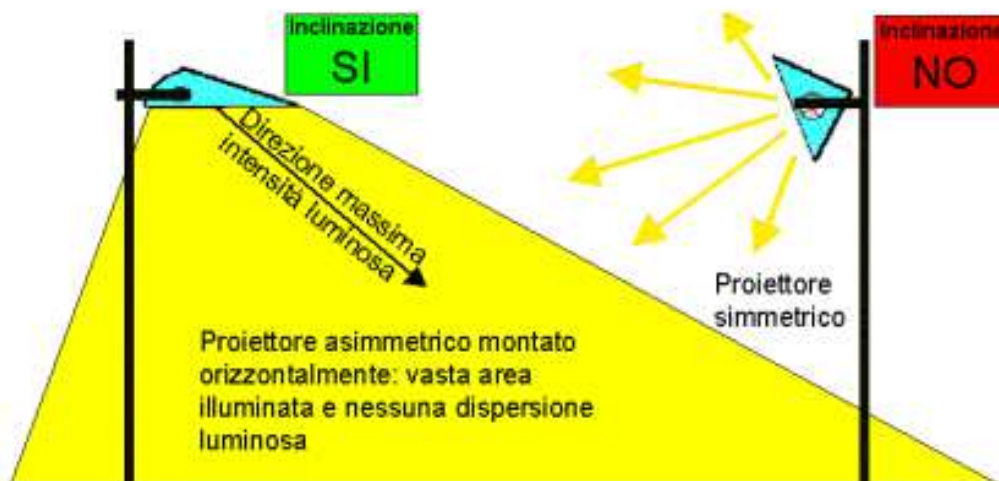 Inclinazione
SI
Direzione massima
intensitá luminosa
Proiettore asimmetrico montato
orizzontalmente: vasta area
illuminata e nessuna dispersione
luminosa
Inclinazione
NO
Proiettore
simmetrico